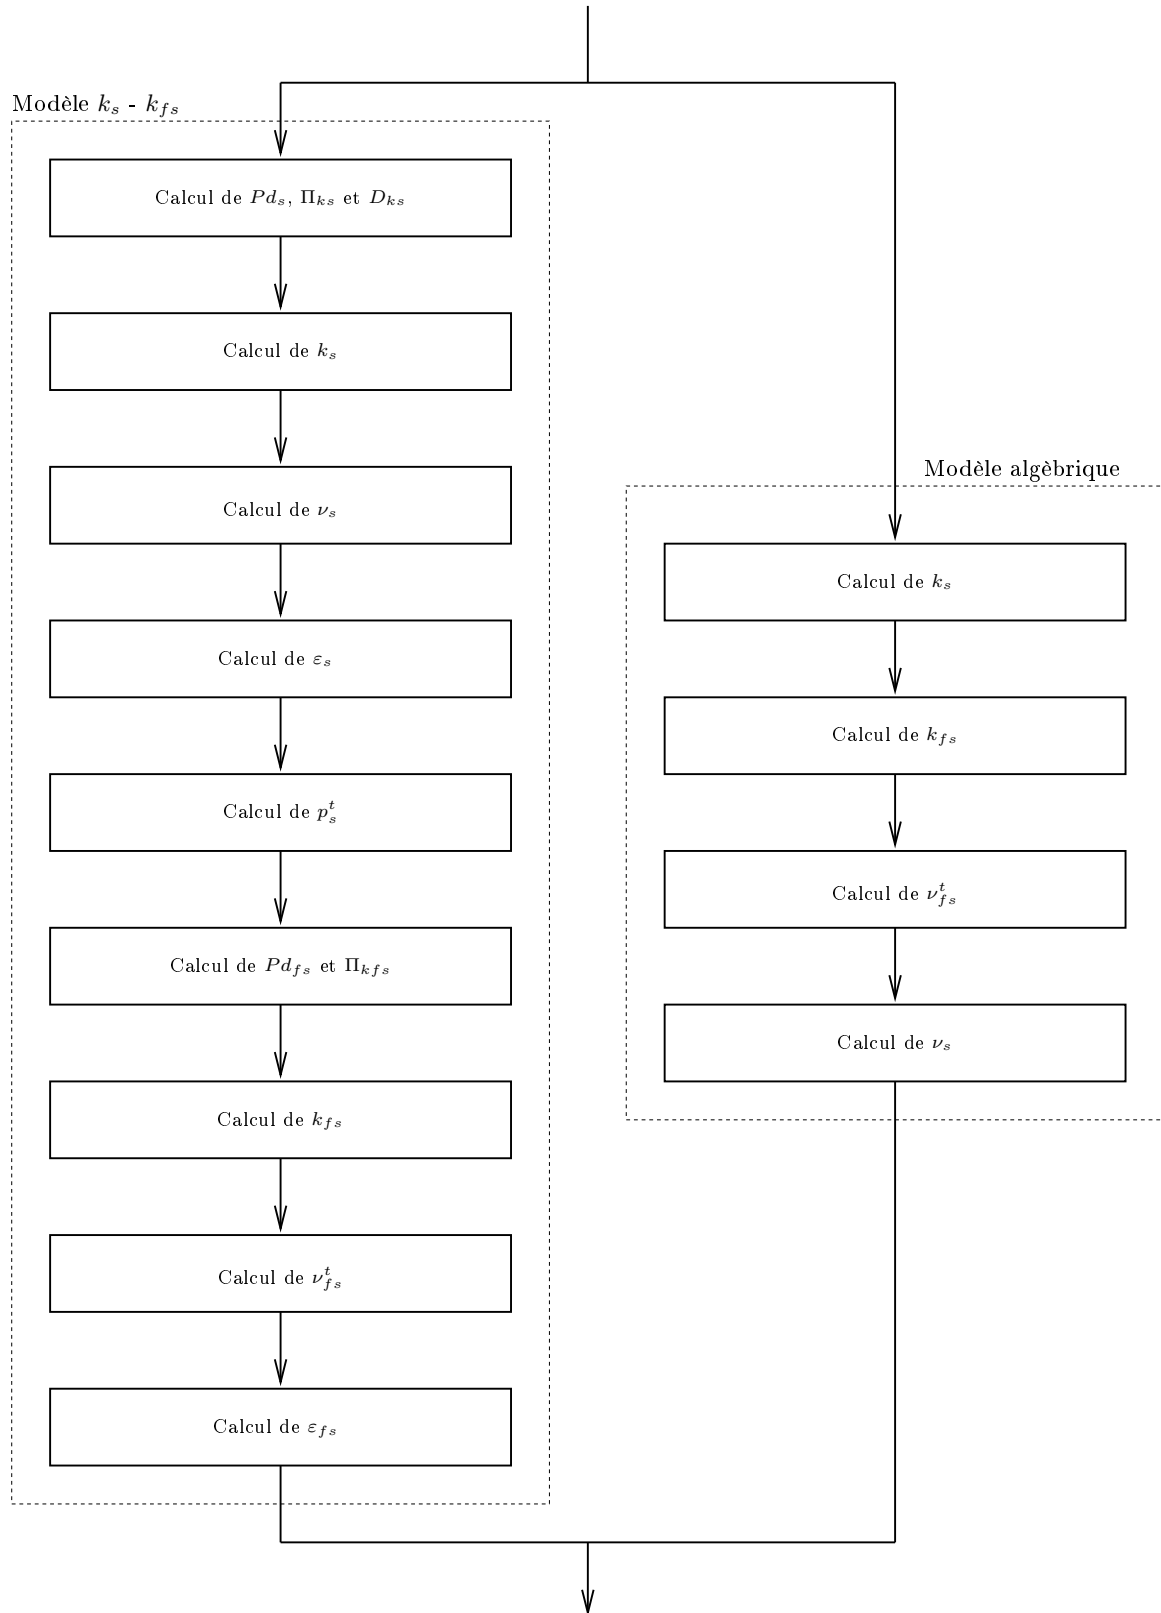 Modèle $k_s$ - $k_{fs}$
Calcul de $Pd_s$, $\Pi_{ks}$ et $D_{ks}$
Calcul de $k_s$
Calcul de $\nu_s$
Calcul de $\varepsilon_s$
Calcul de $p_s^t$
Calcul de $Pd_{fs}$ et $\Pi_{kfs}$
Calcul de $k_{fs}$
Calcul de $\nu_{fs}^t$
Calcul de $\varepsilon_{fs}$
Modèle algèbrique
Calcul de $k_s$
Calcul de $k_{fs}$
Calcul de $\nu_{fs}^t$
Calcul de $\nu_s$